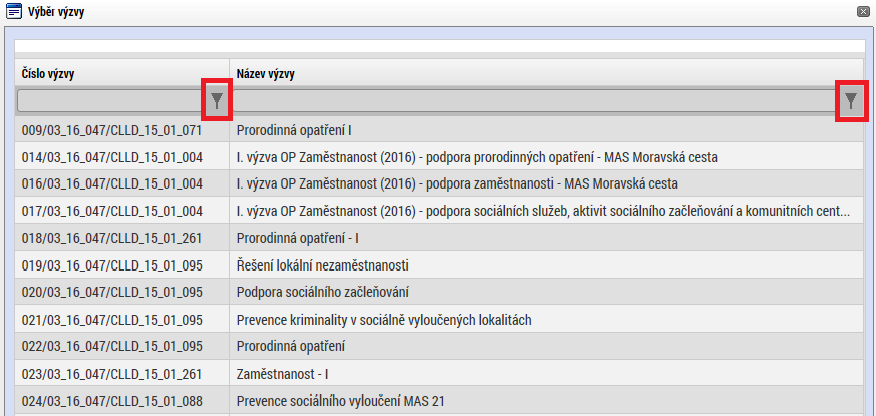 Výběr výzvy
Číslo výzvy Název výzvy
009/03_16_047/CLLD_15_01_071 Prorodinná opatření I
014/03_16_047/CLLD_15_01_004 I. výzva OP Zaměstnanost (2016) - podpora prorodinných opatření - MAS Moravská cesta
016/03_16_047/CLLD_15_01_004 I. výzva OP Zaměstnanost (2016) - podpora zaměstnanosti - MAS Moravská cesta
017/03_16_047/CLLD_15_01_004 I. výzva OP Zaměstnanost (2016) - podpora sociálních služeb, aktivit sociálního začleňování a komunitních cent...
018/03_16_047/CLLD_15_01_261 Prorodinná opatření - I
019/03_16_047/CLLD_15_01_095 Řešení lokální nezaměstnanosti
020/03_16_047/CLLD_15_01_095 Podpora sociálního začleňování
021/03_16_047/CLLD_15_01_095 Prevence kriminality v sociálně vyloučených lokalitách
022/03_16_047/CLLD_15_01_095 Prorodinná opatření
023/03_16_047/CLLD_15_01_261 Zaměstnanost - I
024/03_16_047/CLLD_15_01_088 Prevence sociálního vyloučení MAS 21